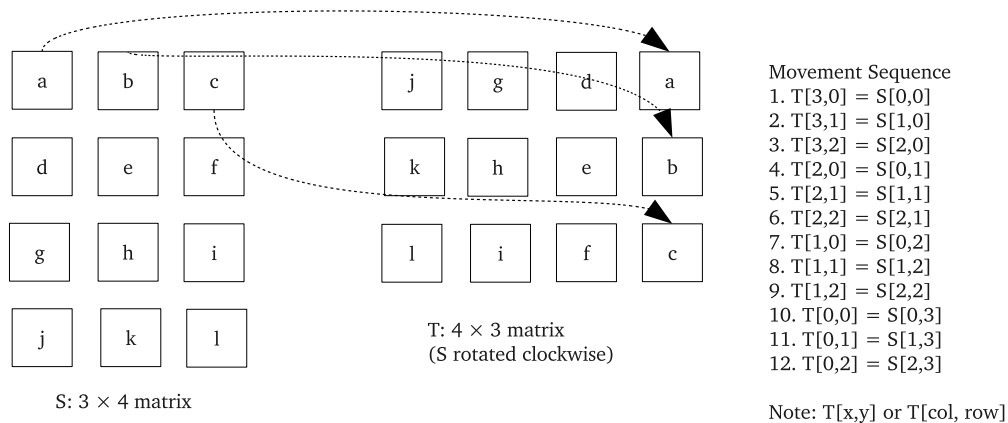 a b c
d e f
g h i
j k l
S: 3 × 4 matrix
j g d a
k h e b
l i f c
T: 4 × 3 matrix
(S rotated clockwise)
Movement Sequence
1. T[3,0] = S[0,0]
2. T[3,1] = S[1,0]
3. T[3,2] = S[2,0]
4. T[2,0] = S[0,1]
5. T[2,1] = S[1,1]
6. T[2,2] = S[2,1]
7. T[1,0] = S[0,2]
8. T[1,1] = S[1,2]
9. T[1,2] = S[2,2]
10. T[0,0] = S[0,3]
11. T[0,1] = S[1,3]
12. T[0,2] = S[2,3]
Note: T[x,y] or T[col, row]